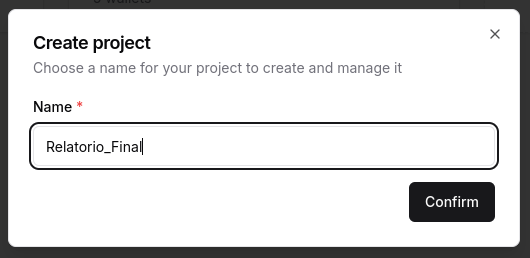 Create project
Choose a name for your project to create and manage it
Name *
Relatorio_Final
Confirm